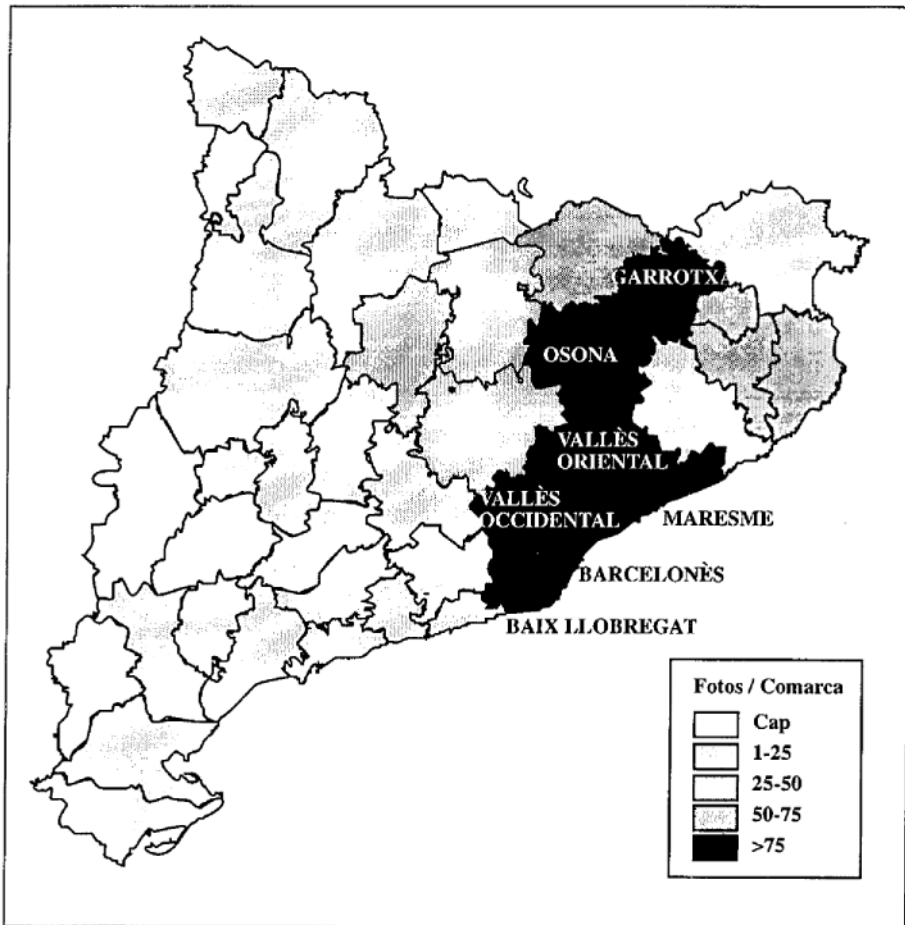 GARROTXA
OSONA
VALLÈS
ORIENTAL
VALLÈS
OCCIDENTAL
MARESME
BARCELONÈS
BAIX LLOBREGAT
Fotos / Comarca
Cap
1-25
25-50
50-75
>75